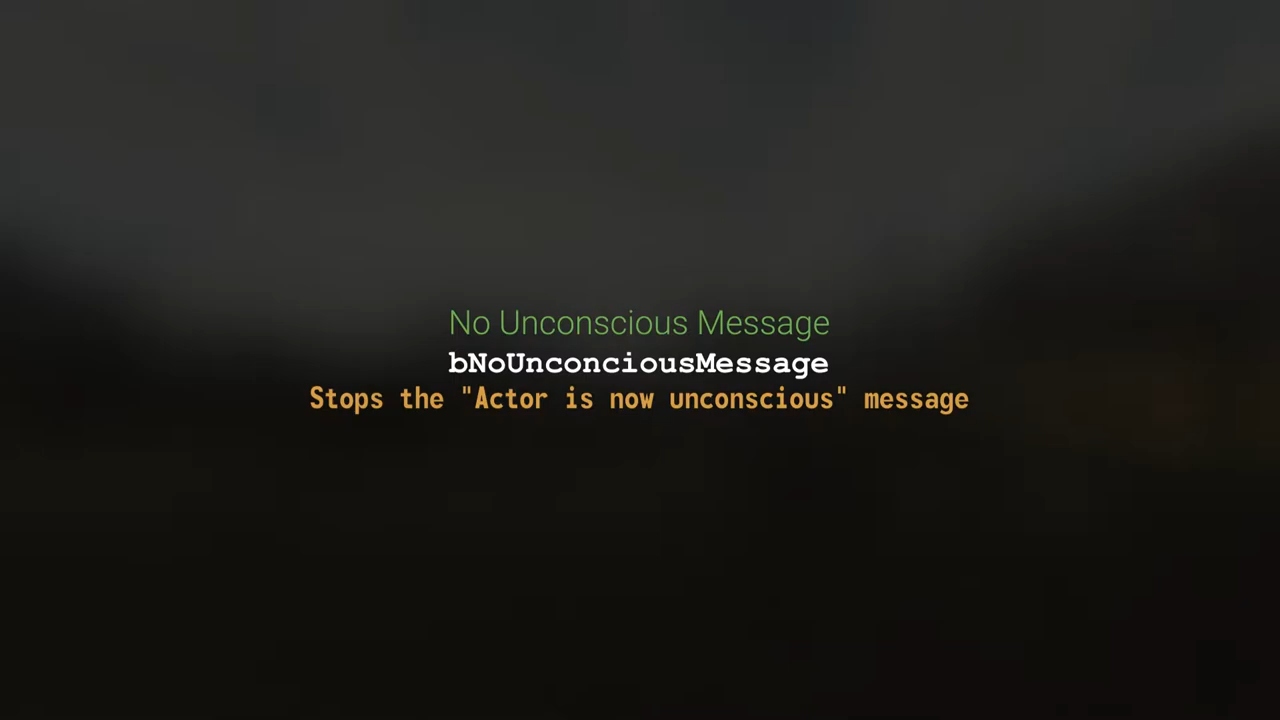 No Unconscious Message
bNoUnconciousMessage
Stops the "Actor is now unconscious" message